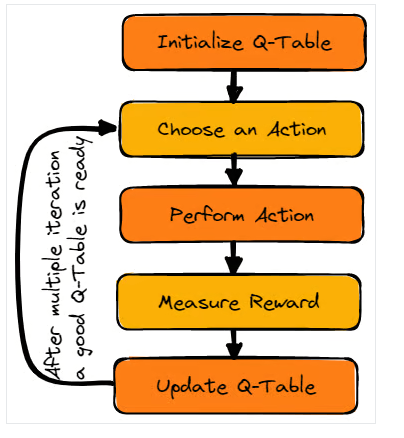 Initialize Q-Table
Choose an Action
Perform Action
Measure Reward
Update Q-Table
After multiple iteration
a good Q-Table is ready